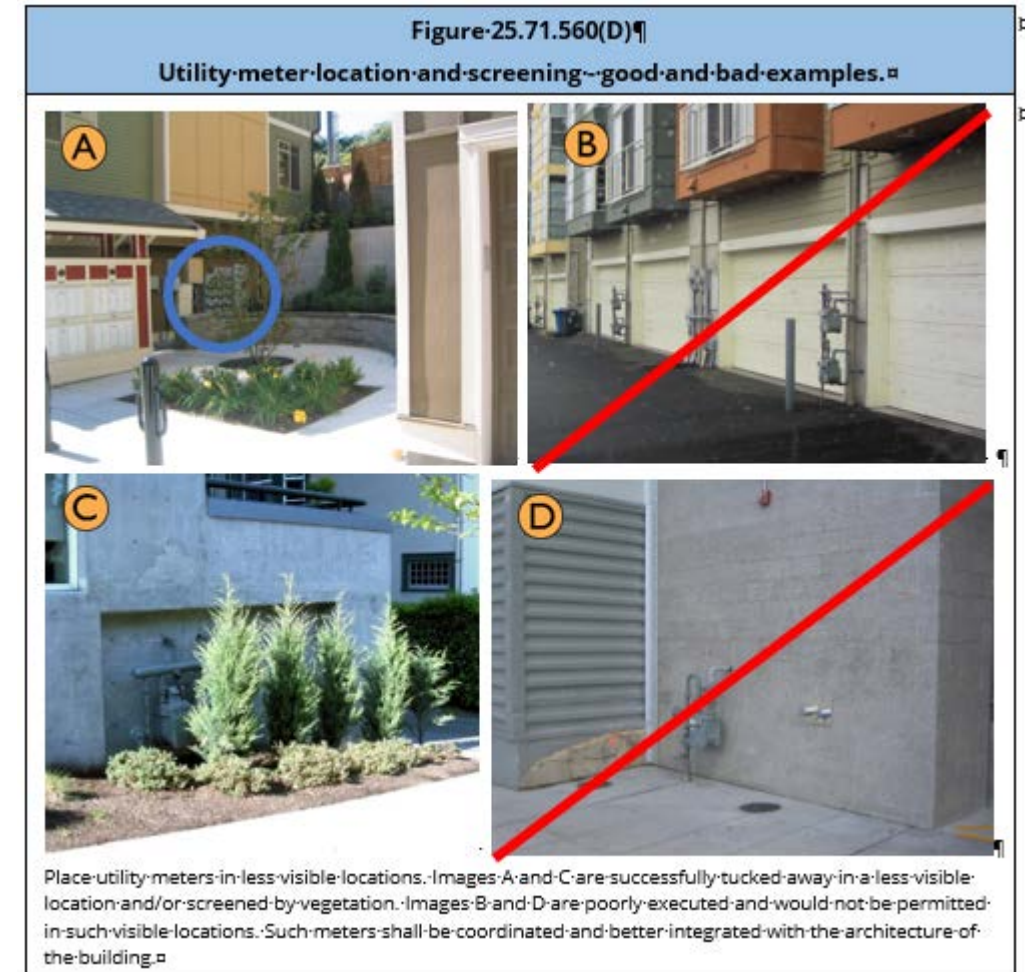 Figure·25.71.560(D)¶
Utility·meter·location·and·screening·-·good·and·bad·examples.¤
A
B
C
D
Place·utility·meters·in·less·visible·locations.·Images·A·and·C·are·successfully·tucked·away·in·a·less·visible·
location·and/or·screened·by·vegetation.·Images·B·and·D·are·poorly·executed·and·would·not·be·permitted·
in·such·visible·locations.·Such·meters·shall·be·coordinated·and·better·integrated·with·the·architecture·of·
the·building.¤